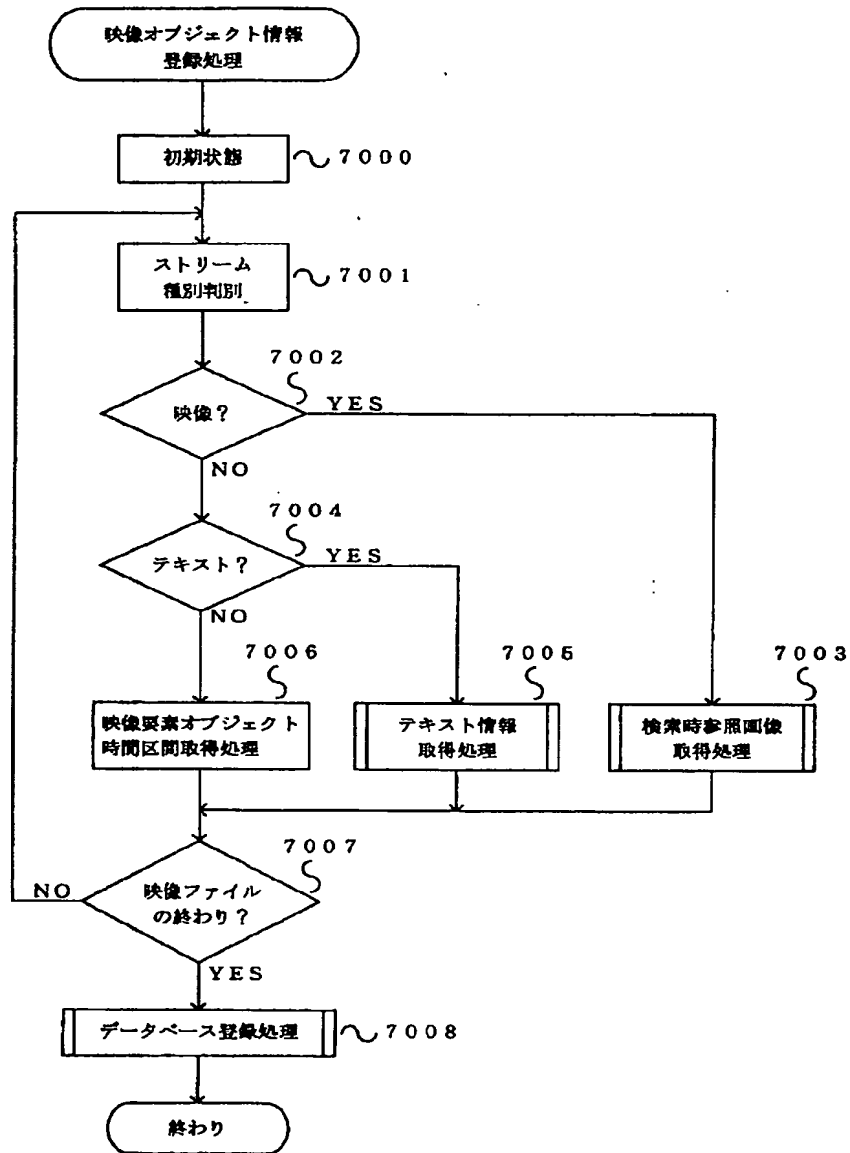 映像オブジェクト情報
登録処理
初期状態
7000
ストリーム
種別判別
7001
7002
映像?
YES
NO
7004
テキスト?
YES
NO
7006
7005
7003
映像要素オブジェクト
時間区間取得処理
テキスト情報
取得処理
検索時参照画像
取得処理
7007
NO
映像ファイル
の終わり?
YES
データベース登録処理
7008
終わり